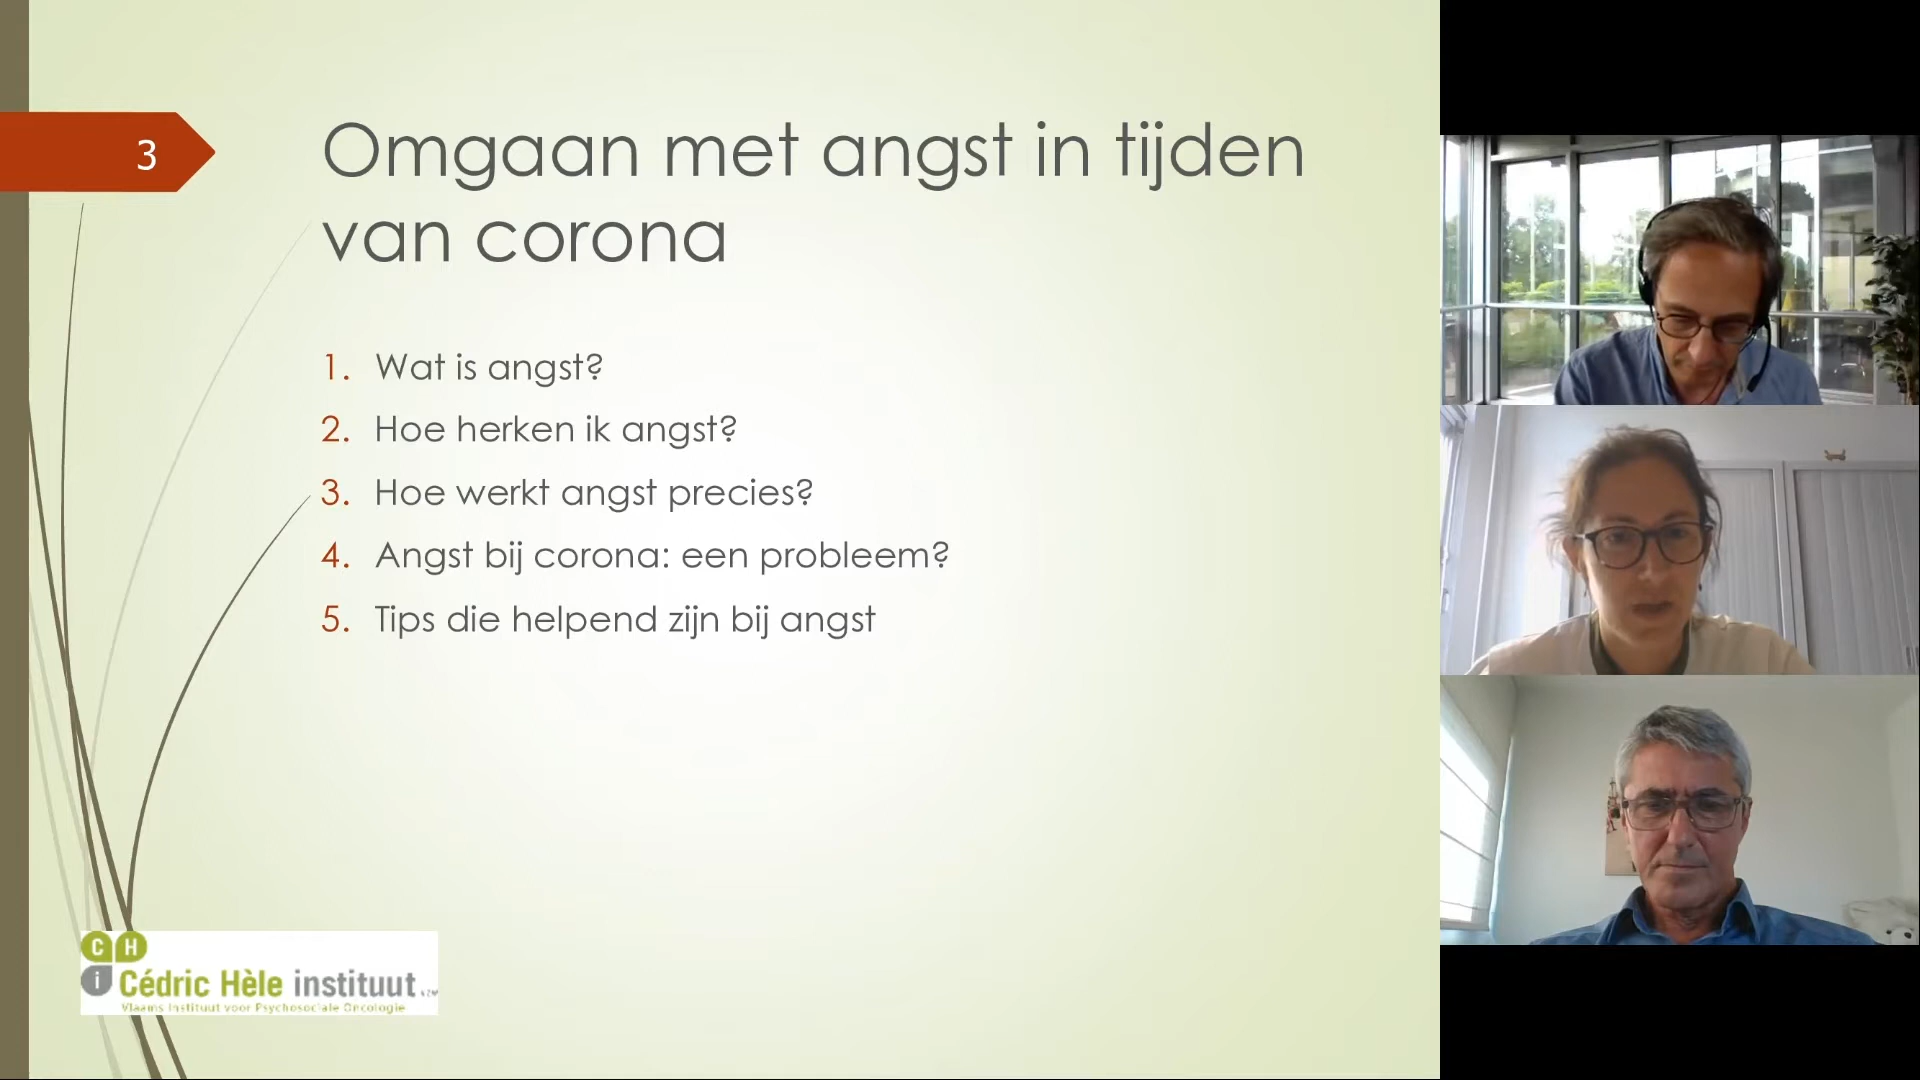 3
Omgaan met angst in tijden
van corona
1. Wat is angst?
2. Hoe herken ik angst?
3. Hoe werkt angst precies?
4. Angst bij corona: een probleem?
5. Tips die helpend zijn bij angst
C H
i Cédric Hèle instituut vzw
Vlaams Instituut voor Psychosociale Oncologie